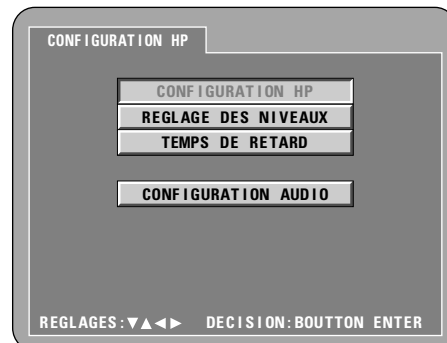 CONFIGURATION HP
CONFIGURATION HP
REGLAGE DES NIVEAUX
TEMPS DE RETARD
CONFIGURATION AUDIO
REGLAGES:▼▲◄► DECISION:BOUTTON ENTER